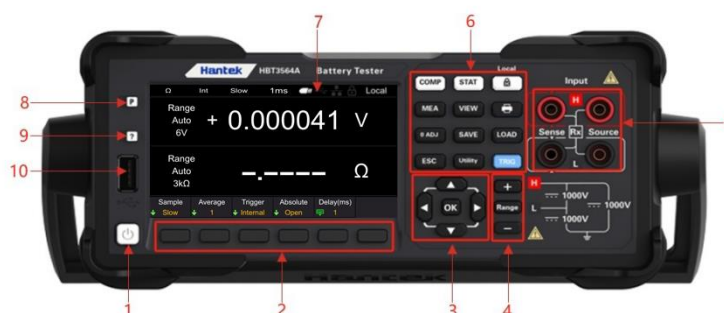 6
7
Hantek HBT3564A Battery Tester
Local
Ω Int Slow 1ms Local
COMP STAT
Input
8
P
H
Range
Auto
6V
+ 0.000041 V
MEA VIEW
9
?
Sense Rx Source
0 ADJ SAVE LOAD
10
Range
Auto
3kΩ
--.----- Ω
L
ESC Utility TRIG
Sample Average Trigger Absolute Delay(ms)
Slow 1 Internal Open 1
+
H
1000V
OK
Range
L
1000V
1000V
−
1
2
3
4
Hantek